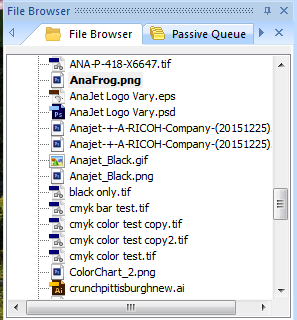 File Browser
File Browser
Passive Queue
ANA-P-418-X6647.tif
AnaFrog.png
AnaJet Logo Vary.eps
AnaJet Logo Vary.psd
Anajet-+-A-RICOH-Company-(20151225).
Anajet-+-A-RICOH-Company-(20151225).
Anajet_Black.gif
Anajet_Black.png
black only.tif
cmyk bar test.tif
cmyk color test copy.tif
cmyk color test copy2.tif
cmyk color test.tif
ColorChart_2.png
crunchpittisburghnew.ai